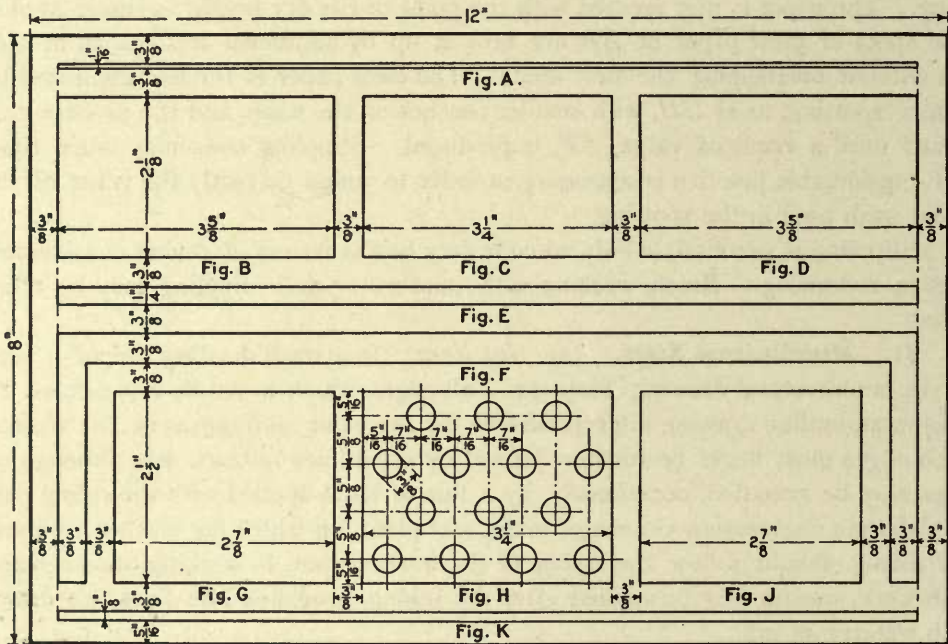 12"
3/8"
1/16"
3/8"
Fig. A
2 1/8"
8"
3/8" 3 5/8" 3/8" 3 1/4" 3/8" 3 5/8" 3/8"
Fig. B Fig. C Fig. D
3/8"
1/4"
Fig. E
3/8"
3/8"
Fig. F
3/8"
5/16"
5/16" 7/16" 7/16" 7/16" 7/16"
5/8"
2 1/2"
3/8"
5/8"
3/8" 3/8" 3/8" 2 7/8" 3 1/4" 2 7/8" 3/8" 3/8"
5/8"
5/16"
3/8" 3/8"
Fig. G Fig. H Fig. J
3/8"
1/8"
5/16"
Fig. K